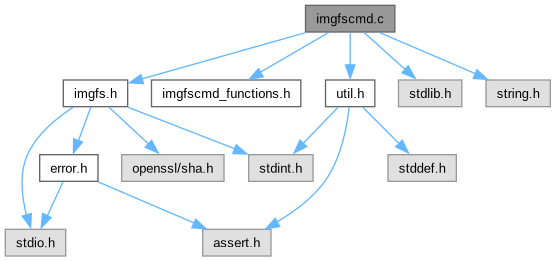 imgfscmd.c
imgfs.h
imgfscmd_functions.h
util.h
stdlib.h
string.h
error.h
openssl/sha.h
stdint.h
stddef.h
stdio.h
assert.h